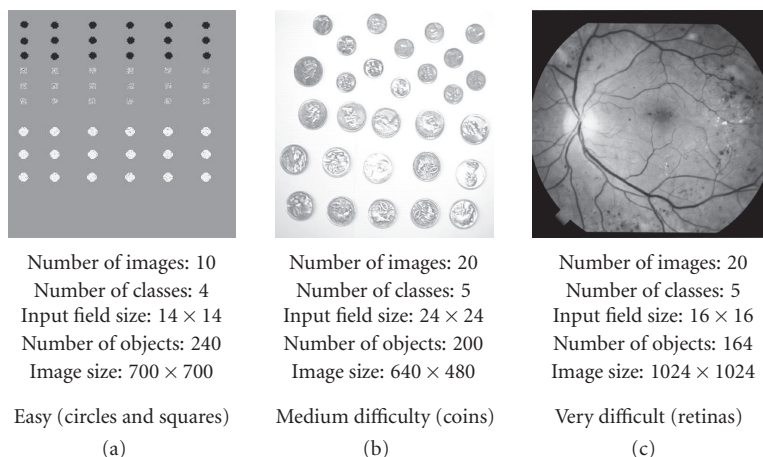 Number of images: 10
Number of classes: 4
Input field size: 14 × 14
Number of objects: 240
Image size: 700 × 700
Easy (circles and squares)
(a)
Number of images: 20
Number of classes: 5
Input field size: 24 × 24
Number of objects: 200
Image size: 640 × 480
Medium difficulty (coins)
(b)
Number of images: 20
Number of classes: 5
Input field size: 16 × 16
Number of objects: 164
Image size: 1024 × 1024
Very difficult (retinas)
(c)